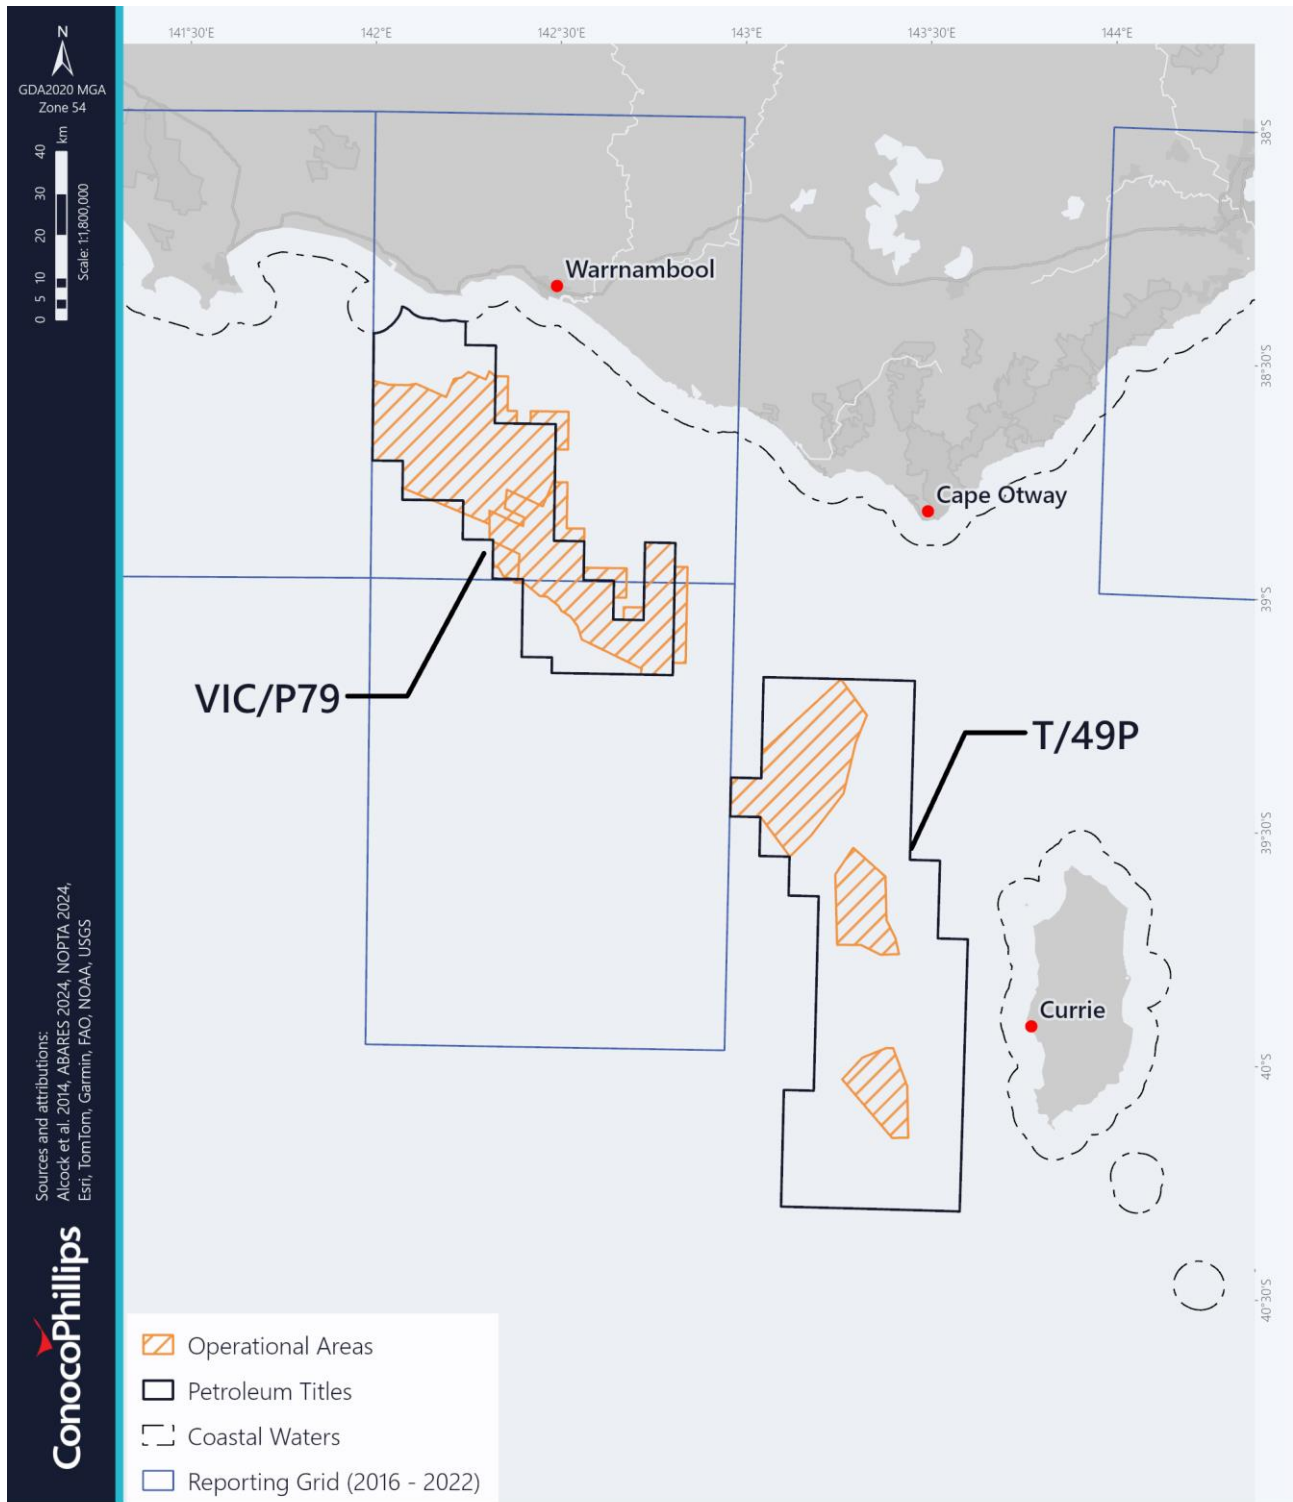 141°30'E 142°E 142°30'E 143°E 143°30'E 144°E
N
GDA2020 MGA
Zone 54
0 5 10 20 30 40 km
Scale: 1:1,800,000
38°S
38°30'S
39°S
39°30'S
40°S
40°30'S
Warrnambool
Cape Otway
VIC/P79
T/49P
Currie
Sources and attributions:
Alcock et al. 2014, ABARES 2024, NOPTA 2024,
Esri, TomTom, Garmin, FAO, NOAA, USGS
ConocoPhillips
Operational Areas
Petroleum Titles
Coastal Waters
Reporting Grid (2016 - 2022)